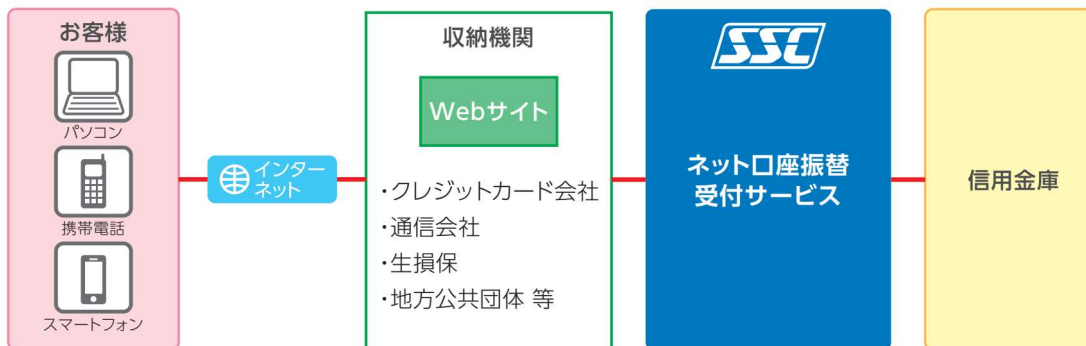 お客様
パソコン
携帯電話
スマートフォン
インター
ネット
収納機関
Webサイト
・クレジットカード会社
・通信会社
・生損保
・地方公共団体 等
SSC
ネット口座振替
受付サービス
信用金庫